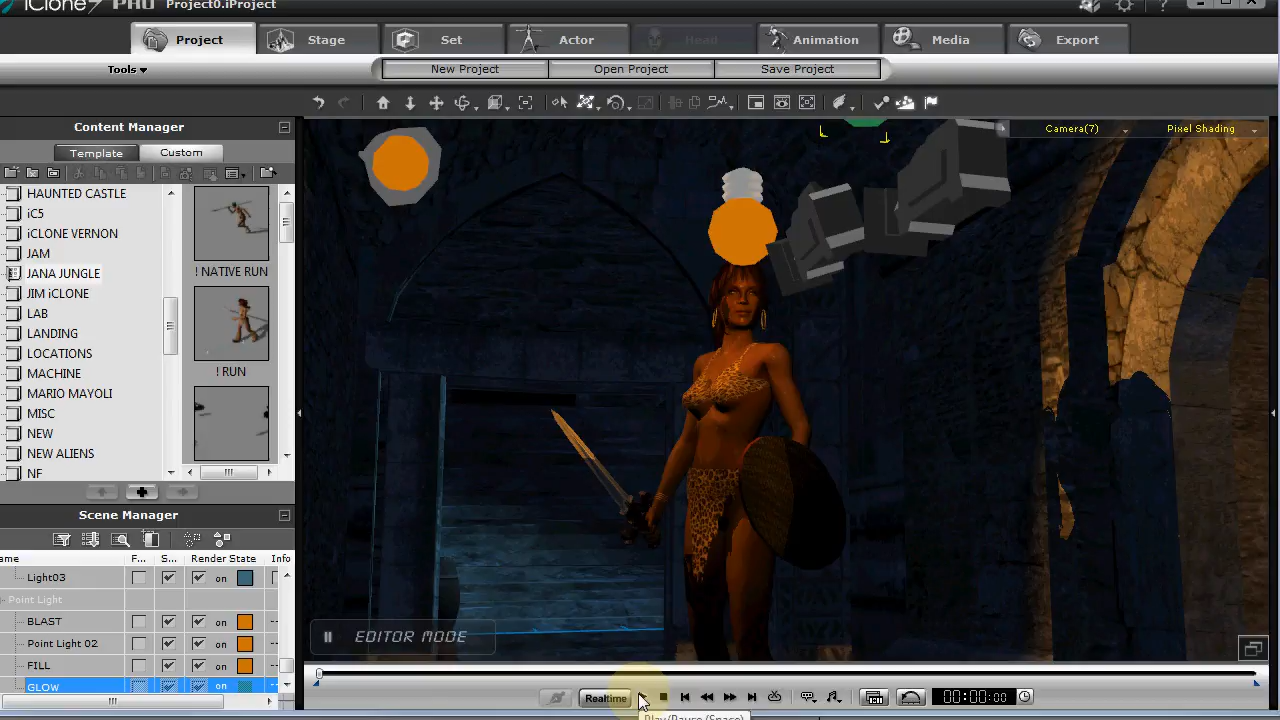 iClone7 PRO Project0.iProject
Project Stage Set Actor Head Animation Media Export
Tools New Project Open Project Save Project
Content Manager
Template Custom
Camera(7) Pixel Shading
HAUNTED CASTLE
iC5
iCLONE VERNON
JAM
JANA JUNGLE
JIM iCLONE
LAB
LANDING
LOCATIONS
MACHINE
MARIO MAYOLI
MISC
NEW
NEW ALIENS
NF
! NATIVE RUN
! RUN
Scene Manager
ame F... S... Render State Info
Light03 on
Point Light
BLAST on
Point Light 02 on
FILL on
GLOW on
EDITOR MODE
Realtime 00:00:00
Play/Pause (Space)